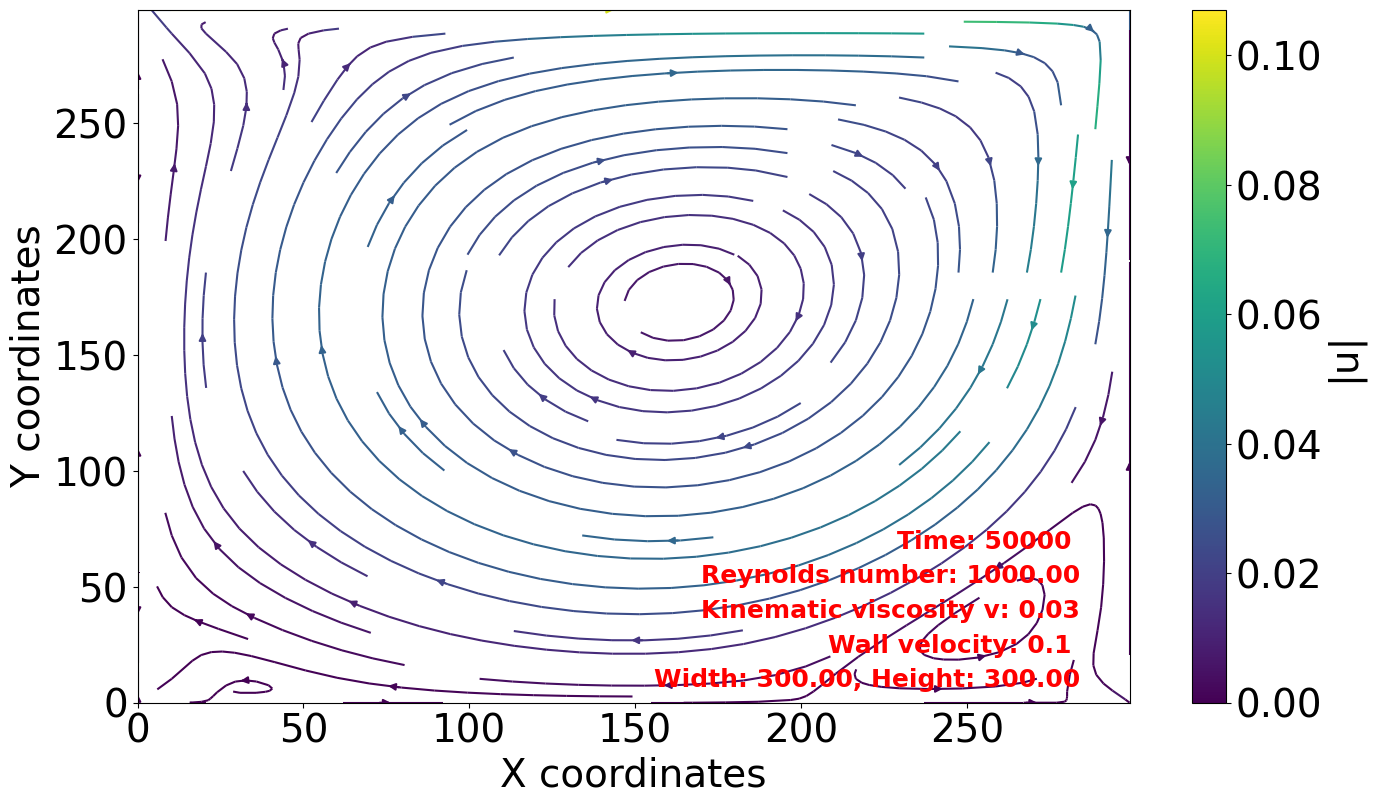 250
200
150
100
50
0
Y coordinates
0 50 100 150 200 250
X coordinates
Time: 50000
Reynolds number: 1000.00
Kinematic viscosity v: 0.03
Wall velocity: 0.1
Width: 300.00, Height: 300.00
0.10
0.08
0.06
0.04
0.02
0.00
|u|